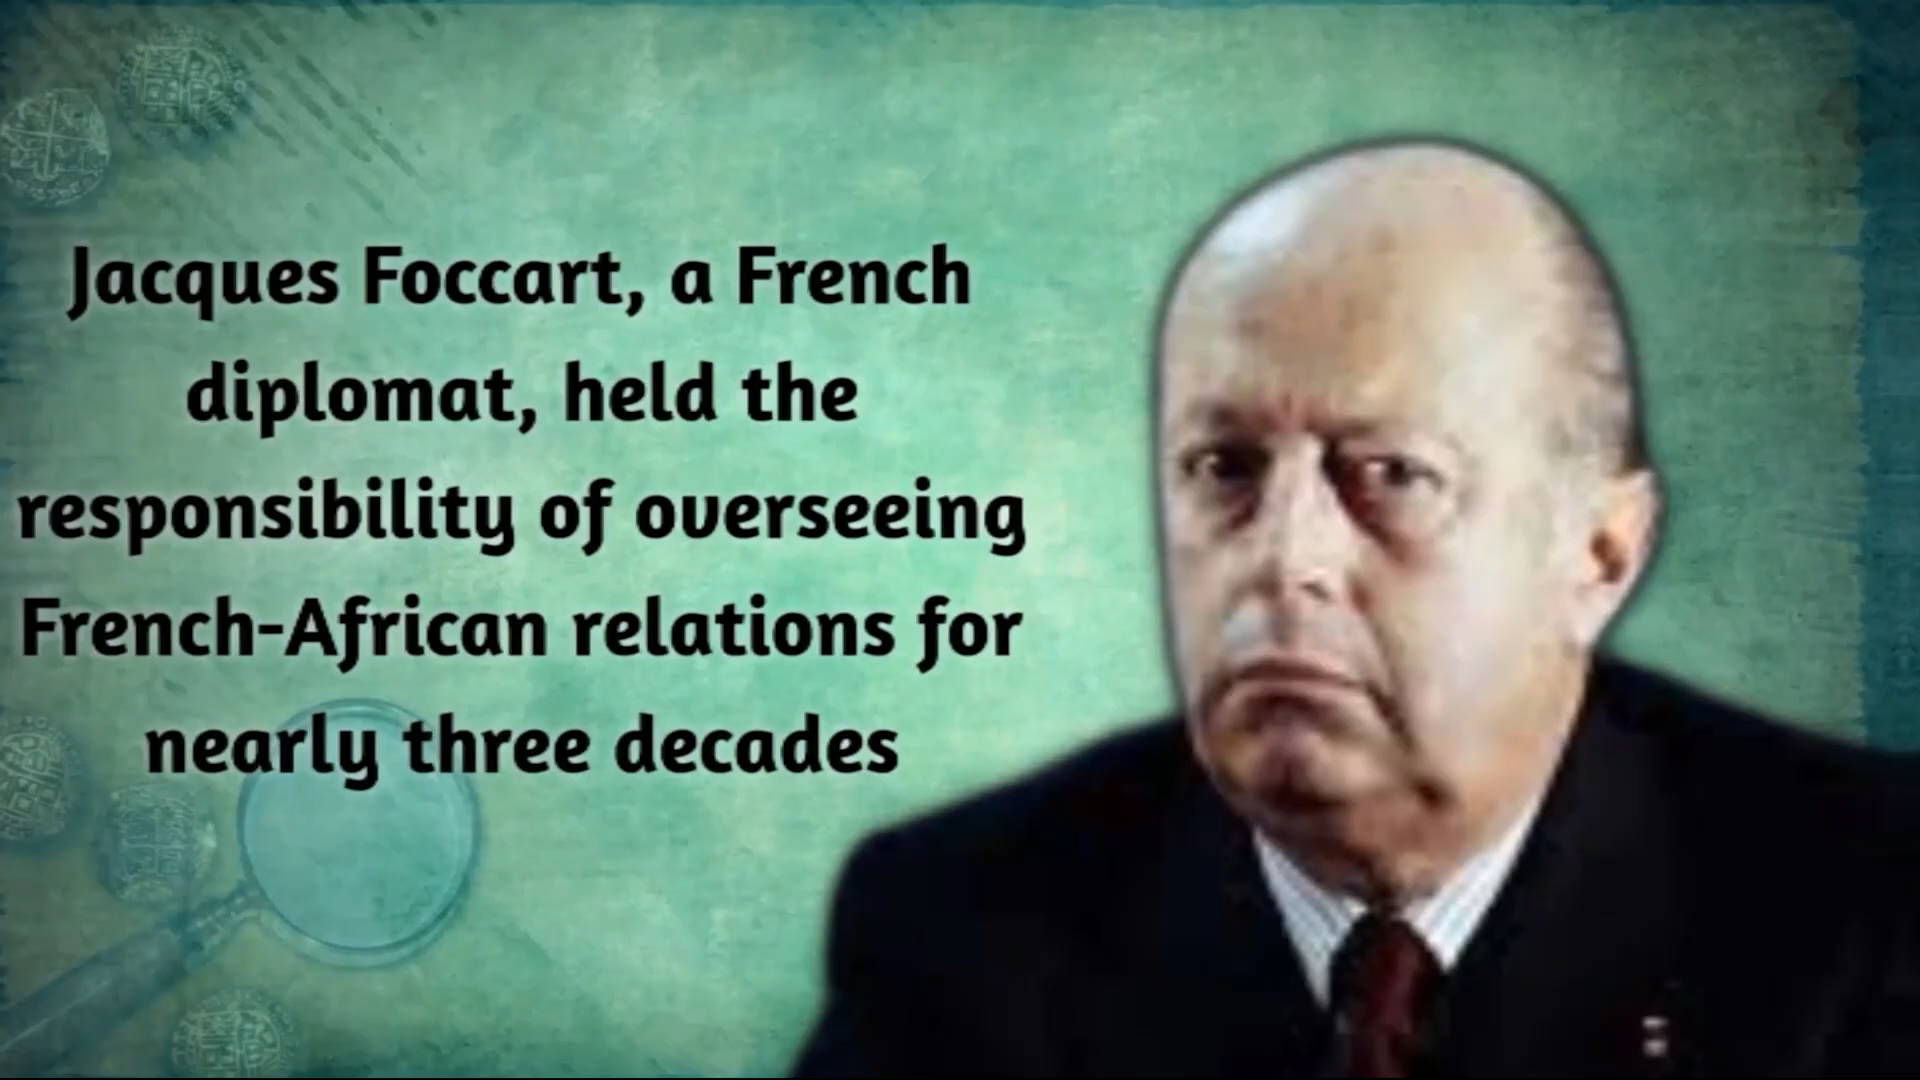 Jacques Foccart, a French
diplomat, held the
responsibility of overseeing
French-African relations for
nearly three decades